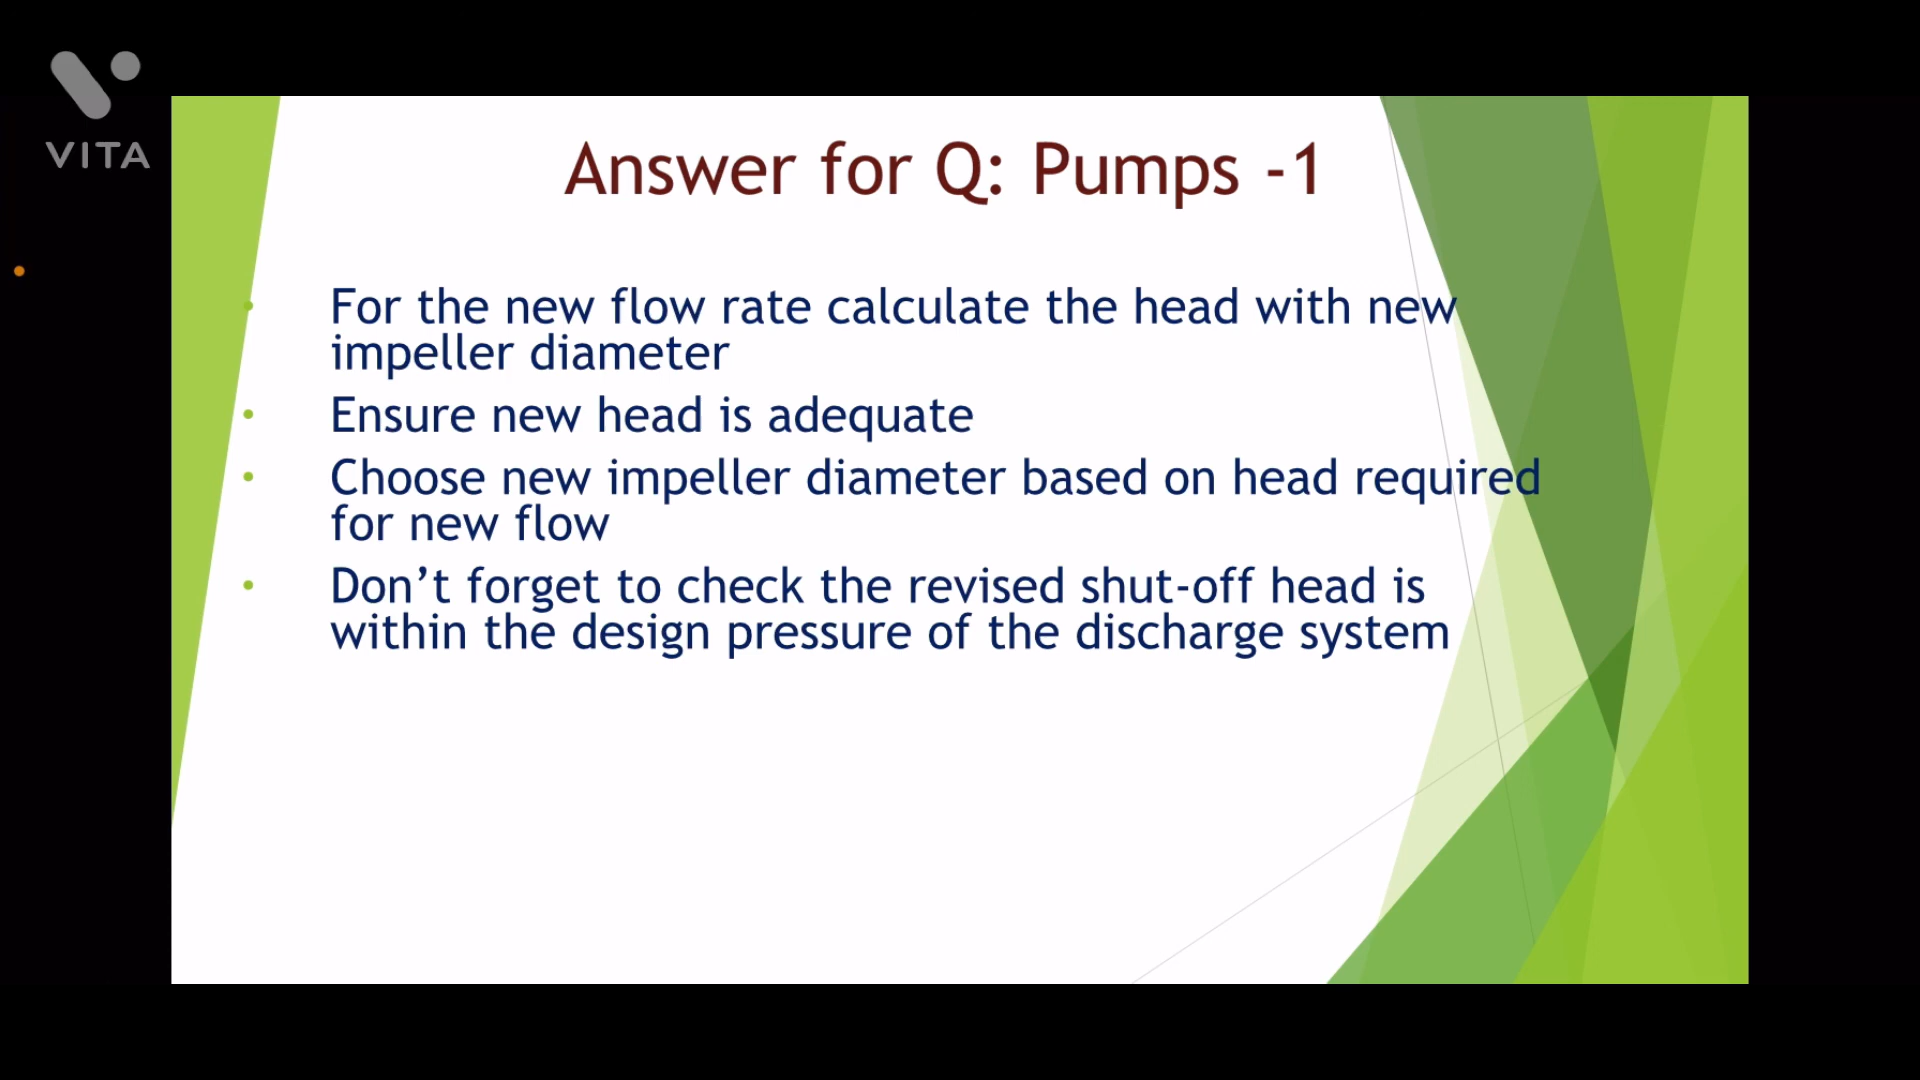 VITA
Answer for Q: Pumps -1
• For the new flow rate calculate the head with new
impeller diameter
• Ensure new head is adequate
• Choose new impeller diameter based on head required
for new flow
• Don’t forget to check the revised shut-off head is
within the design pressure of the discharge system